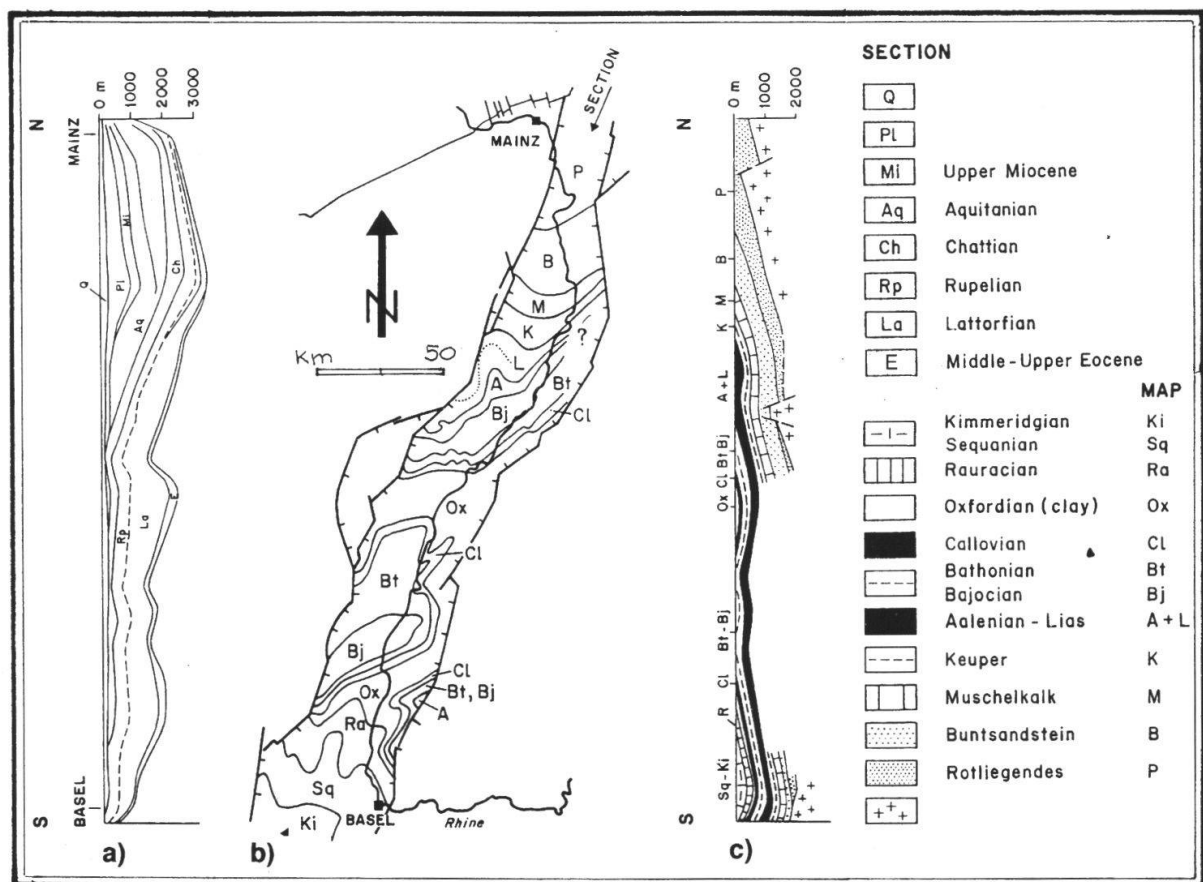 0 m
1000
2000
3000
N
MAINZ
Q
Pl
Mi
Aq
Ch
Rp
La
E
S
BASEL
a)
SECTION
MAINZ
P
B
M
K
L
?
A
Bt
Bj
Cl
Km 50
N
Ox
Cl
Bt
Bj
Cl
Ox
Bt, Bj
Ra
A
Sq
Ki
BASEL
Rhine
b)
0 m
1000
2000
N
P
B
M
K
A + L
Bj
Bt
Cl
Ox
Bt - Bj
Cl
R
Sq - Ki
S
c)
SECTION
Q
Pl
Mi Upper Miocene
Aq Aquitanian
Ch Chattian
Rp Rupelian
La Lattorfian
E Middle-Upper Eocene
MAP
Kimmeridgian Ki
Sequanian Sq
Rauracian Ra
Oxfordian (clay) Ox
Callovian Cl
Bathonian Bt
Bajocian Bj
Aalenian - Lias A + L
Keuper K
Muschelkalk M
Buntsandstein B
Rotliegendes P